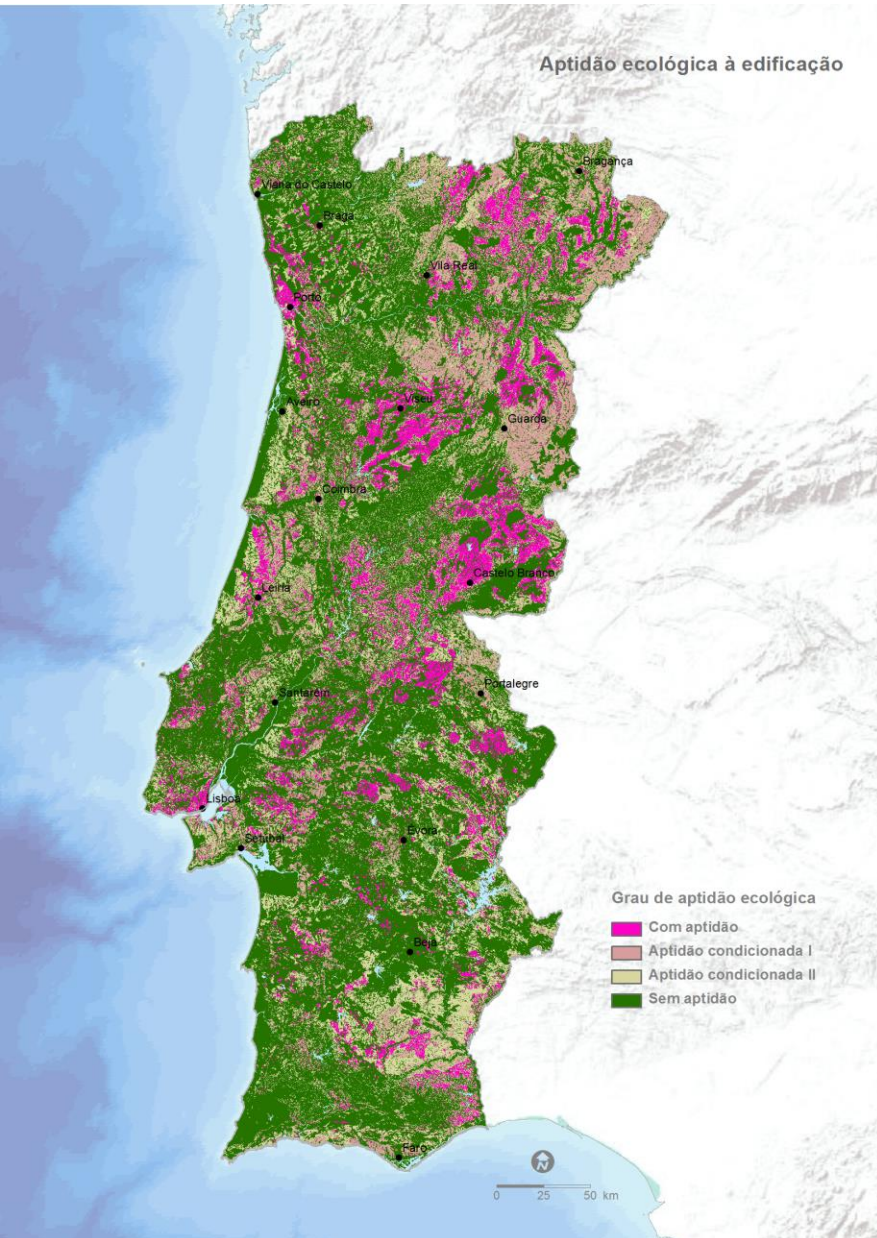 Aptidão ecológica à edificação
Bragança
Viana do Castelo
Braga
Vila Real
Porto
Aveiro
Viseu
Guarda
Coimbra
Castelo Branco
Leiria
Portalegre
Santarém
Lisboa
Évora
Setúbal
Beja
Faro
Grau de aptidão ecológica
Com aptidão
Aptidão condicionada I
Aptidão condicionada II
Sem aptidão
N
0 25 50 km